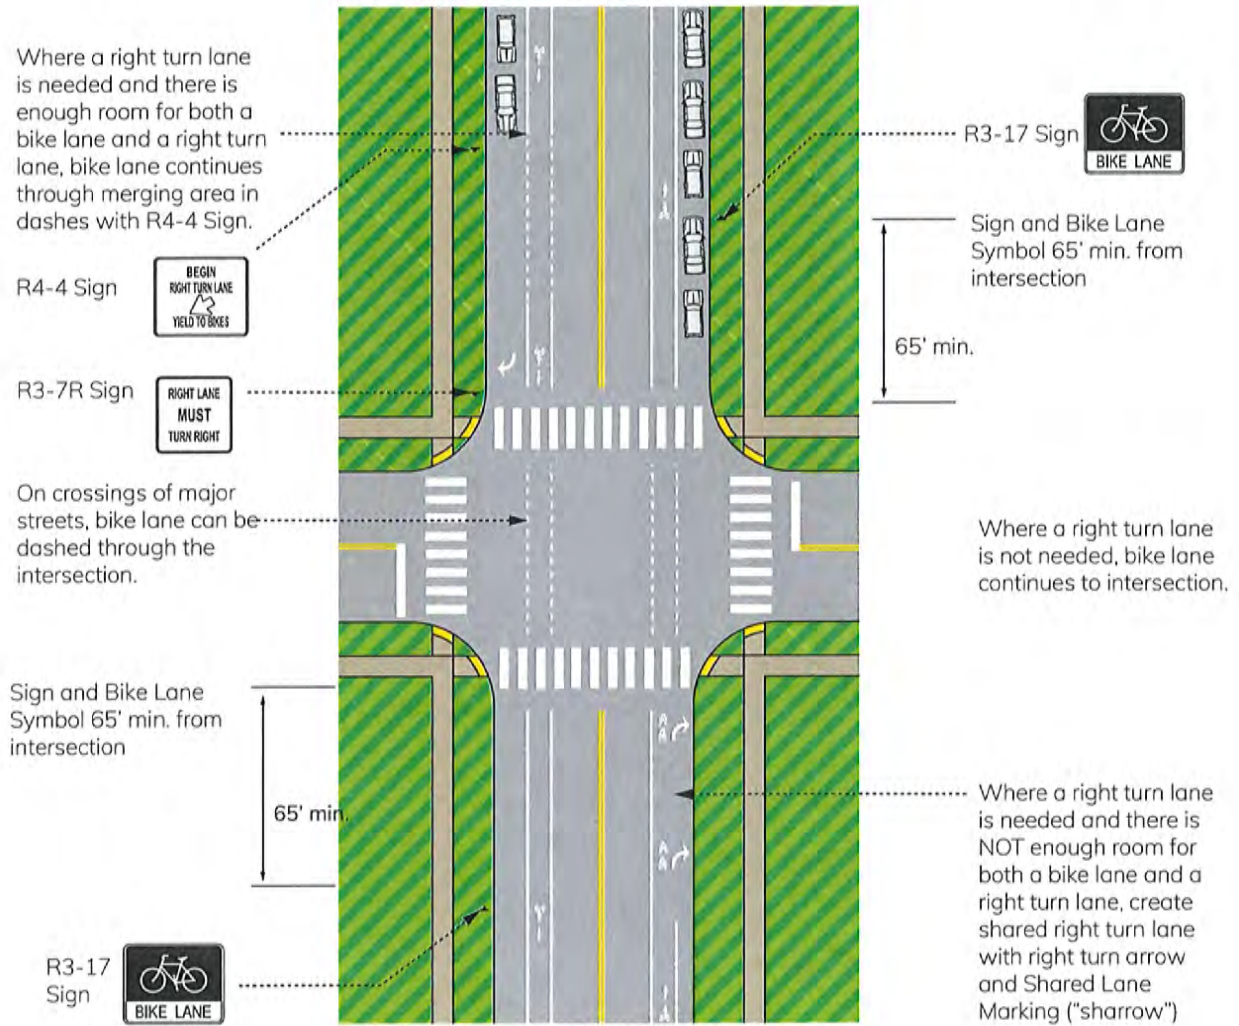 Where a right turn lane
is needed and there is
enough room for both a
bike lane and a right turn
lane, bike lane continues
through merging area in
dashes with R4-4 Sign.
R4-4 Sign
BEGIN
RIGHT TURN LANE
YIELD TO BIKES
R3-7R Sign
RIGHT LANE
MUST
TURN RIGHT
On crossings of major
streets, bike lane can be
dashed through the
intersection.
Sign and Bike Lane
Symbol 65' min. from
intersection
65' min.
R3-17
Sign
BIKE LANE
R3-17 Sign
BIKE LANE
Sign and Bike Lane
Symbol 65' min. from
intersection
65' min.
Where a right turn lane
is not needed, bike lane
continues to intersection.
Where a right turn lane
is needed and there is
NOT enough room for
both a bike lane and a
right turn lane, create
shared right turn lane
with right turn arrow
and Shared Lane
Marking ("sharrow")